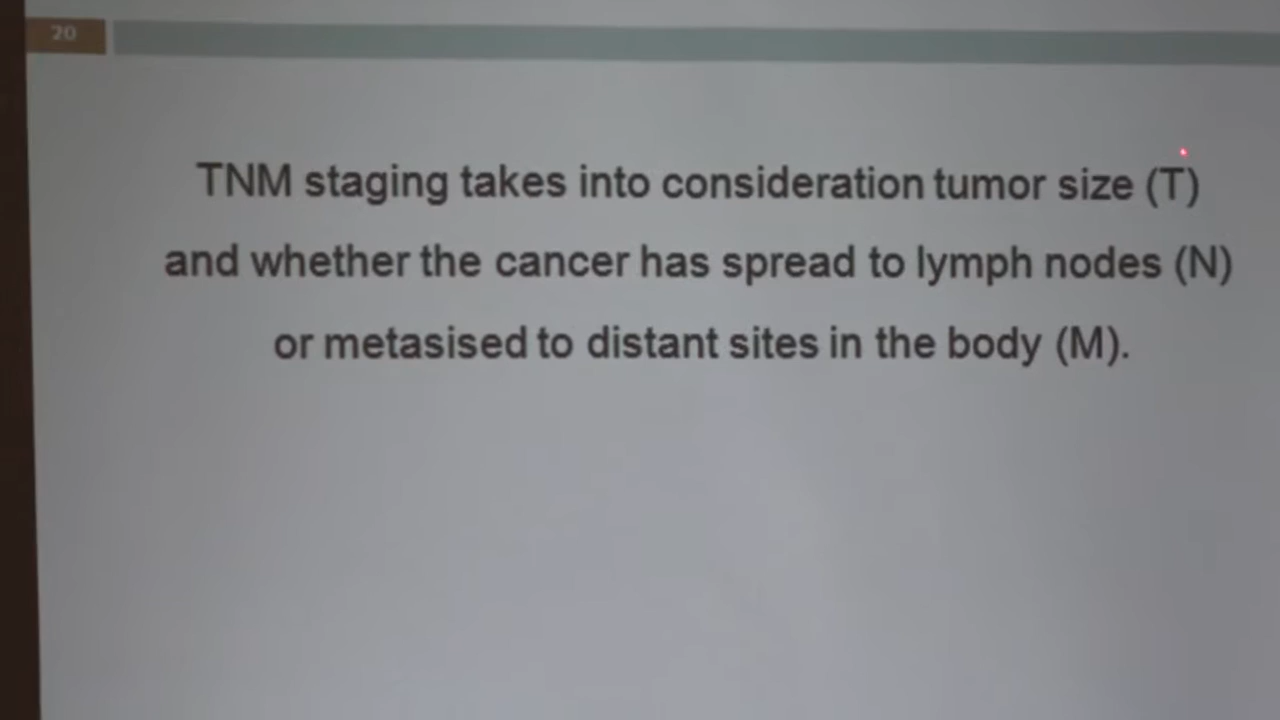 20
TNM staging takes into consideration tumor size (T)
and whether the cancer has spread to lymph nodes (N)
or metasised to distant sites in the body (M).